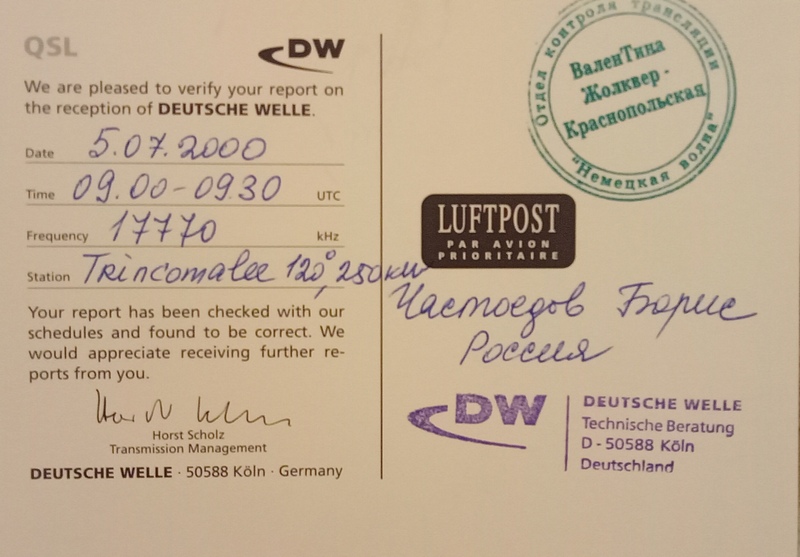 QSL
DW
We are pleased to verify your report on
the reception of DEUTSCHE WELLE.
Date 5.07.2000
Time 09.00-09.30 UTC
Frequency 17770 kHz
Station Trincomalee 120°, 250kw
Your report has been checked with our
schedules and found to be correct. We
would appreciate receiving further re-
ports from you.
Horst Scholz
Transmission Management
DEUTSCHE WELLE · 50588 Köln · Germany
Отдел контроля трансляции
ВаленТина
Жолквер-
Краснопольская
"Немецкая волна"
LUFTPOST
PAR AVION
PRIORITAIRE
Частоедов Борис
Россия
DW
DEUTSCHE WELLE
Technische Beratung
D-50588 Köln
Deutschland